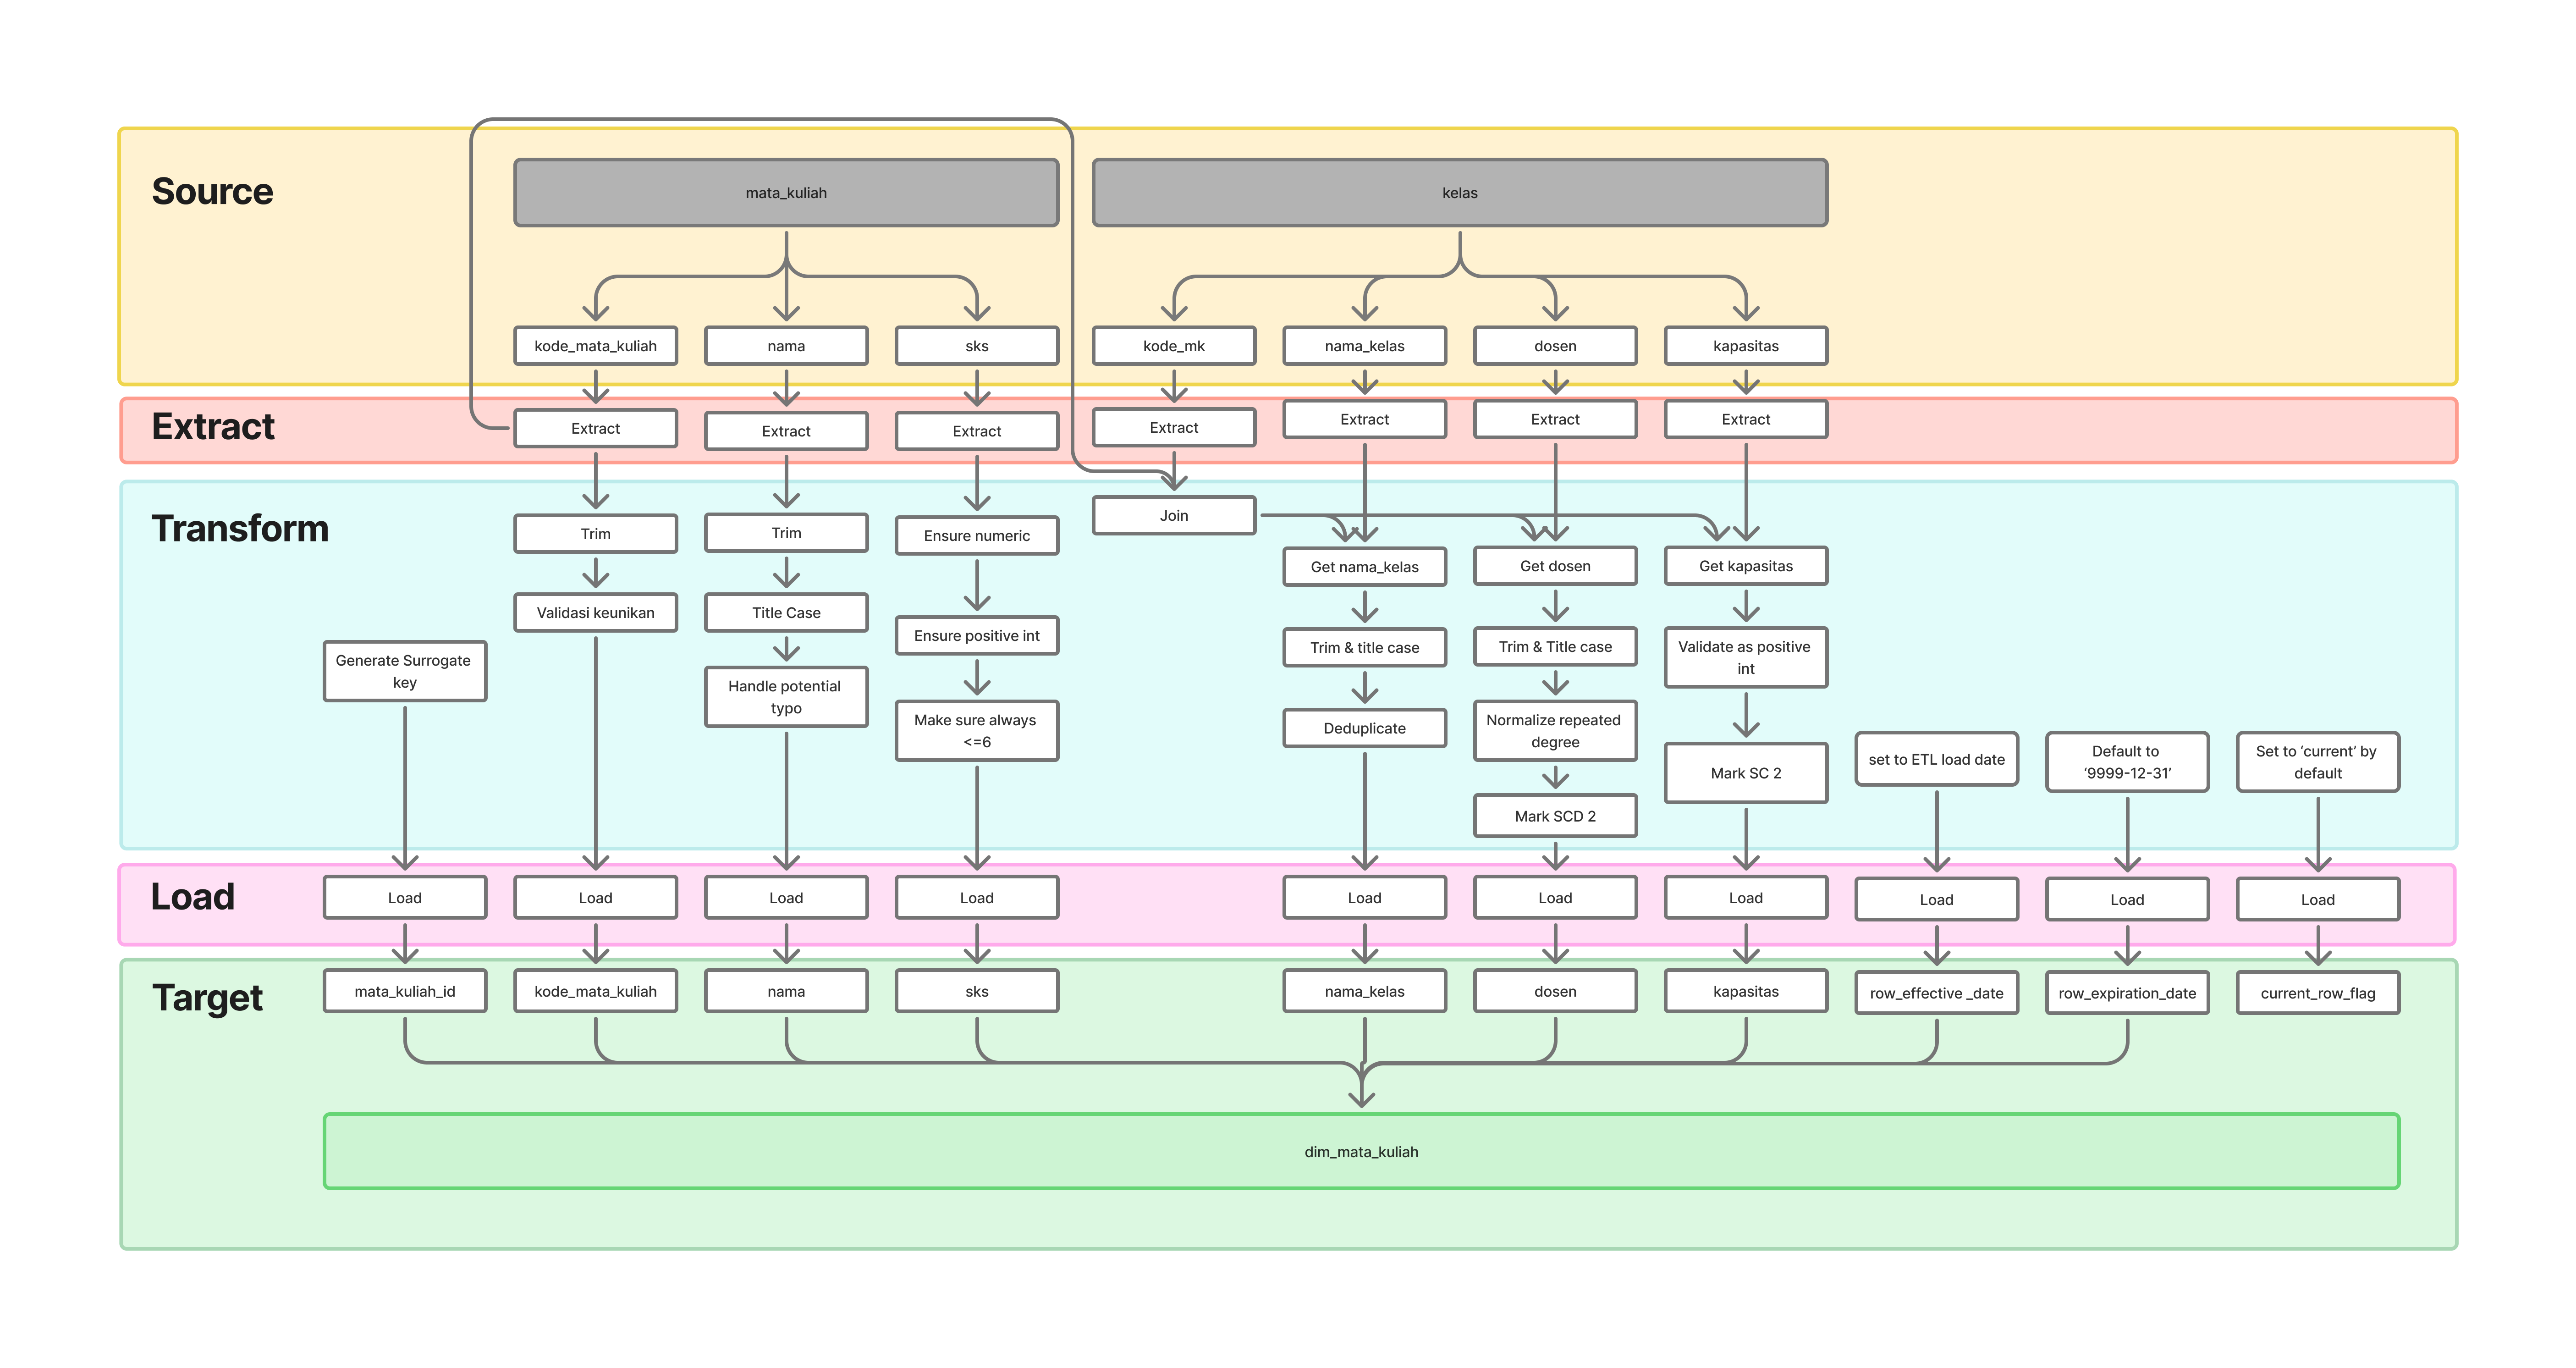 Source
mata_kuliah
kelas
kode_mata_kuliah
nama
sks
kode_mk
nama_kelas
dosen
kapasitas
Extract
Extract
Extract
Extract
Extract
Extract
Extract
Extract
Transform
Trim
Trim
Ensure numeric
Join
Get nama_kelas
Get dosen
Get kapasitas
Validasi keunikan
Title Case
Ensure positive int
Trim & title case
Trim & Title case
Validate as positive
int
Generate Surrogate
key
Handle potential
typo
Make sure always
<=6
Deduplicate
Normalize repeated
degree
Mark SC 2
set to ETL load date
Default to
‘9999-12-31’
Set to ‘current’ by
default
Mark SCD 2
Load
Load
Load
Load
Load
Load
Load
Load
Load
Load
Load
Target
mata_kuliah_id
kode_mata_kuliah
nama
sks
nama_kelas
dosen
kapasitas
row_effective _date
row_expiration_date
current_row_flag
dim_mata_kuliah